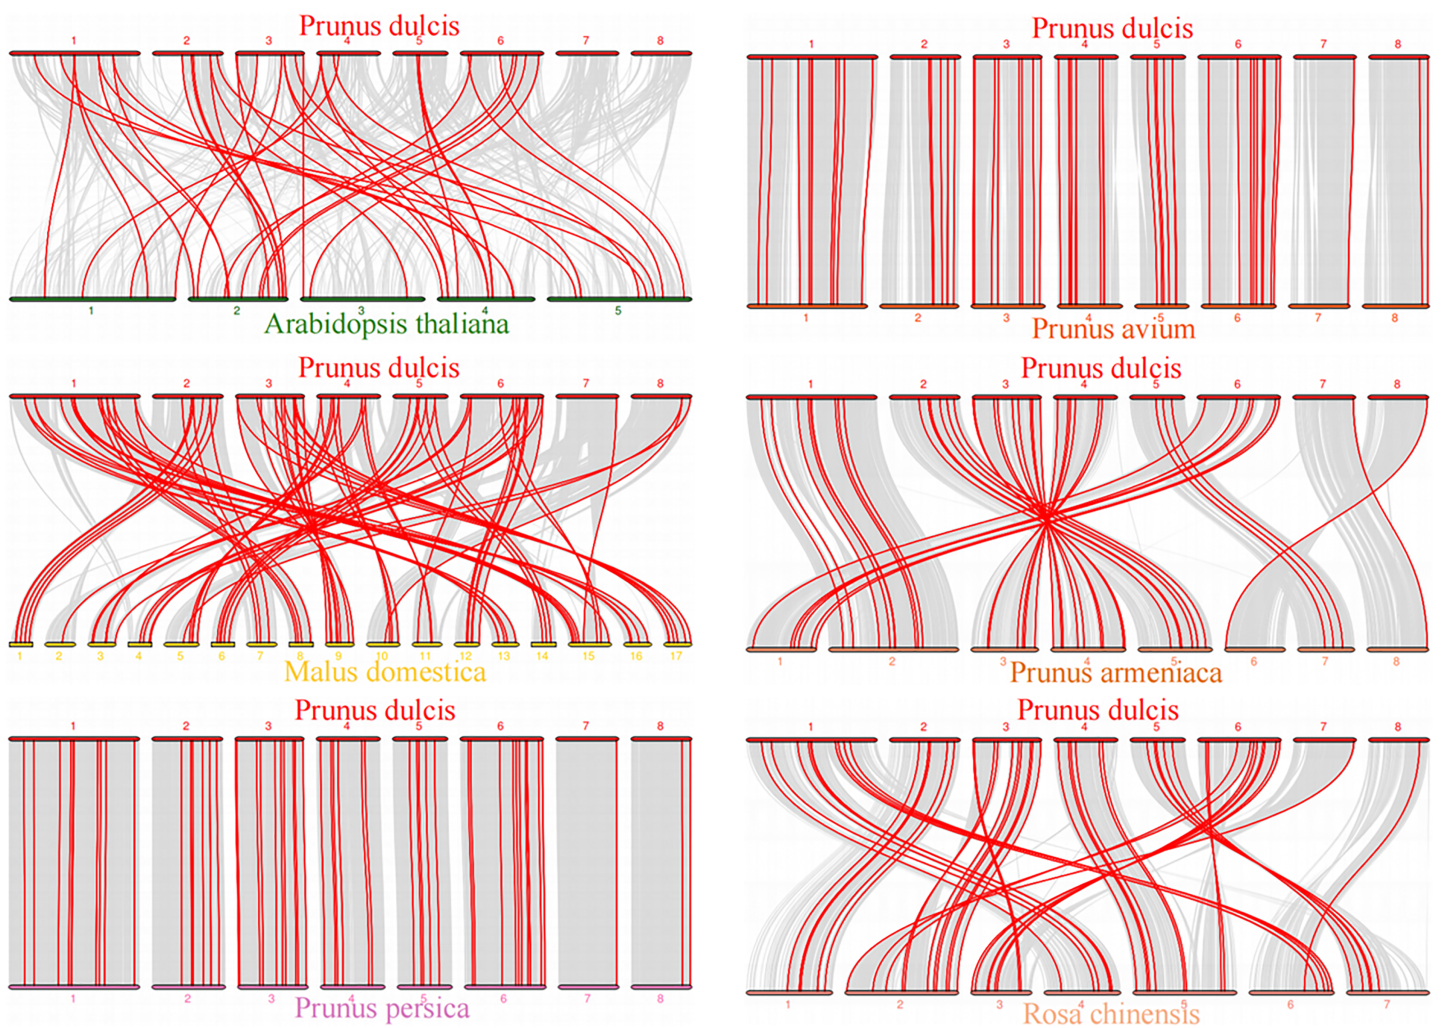 Prunus dulcis
1 2 3 4 5 6 7 8
1 2 3 4 5
Arabidopsis thaliana
Prunus dulcis
1 2 3 4 5 6 7 8
1 2 3 4 5 6 7 8
Prunus avium
Prunus dulcis
1 2 3 4 5 6 7 8
1 2 3 4 5 6 7 8 9 10 11 12 13 14 15 16 17
Malus domestica
Prunus dulcis
1 2 3 4 5 6 7 8
1 2 3 4 5 6 7 8
Prunus armeniaca
Prunus dulcis
1 2 3 4 5 6 7 8
1 2 3 4 5 6 7 8
Prunus persica
Prunus dulcis
1 2 3 4 5 6 7 8
1 2 3 4 5 6 7
Rosa chinensis